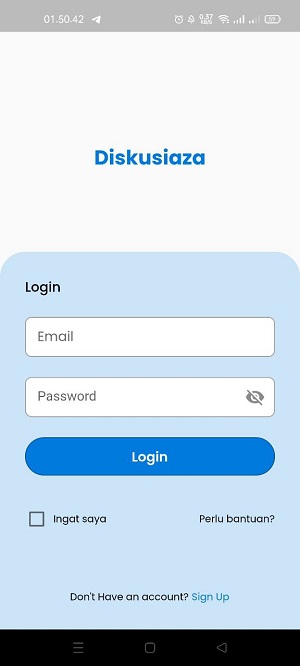 01.50.42
Diskusiaza
Login
Email
Password
Login
Ingat saya
Perlu bantuan?
Don't Have an account? Sign Up